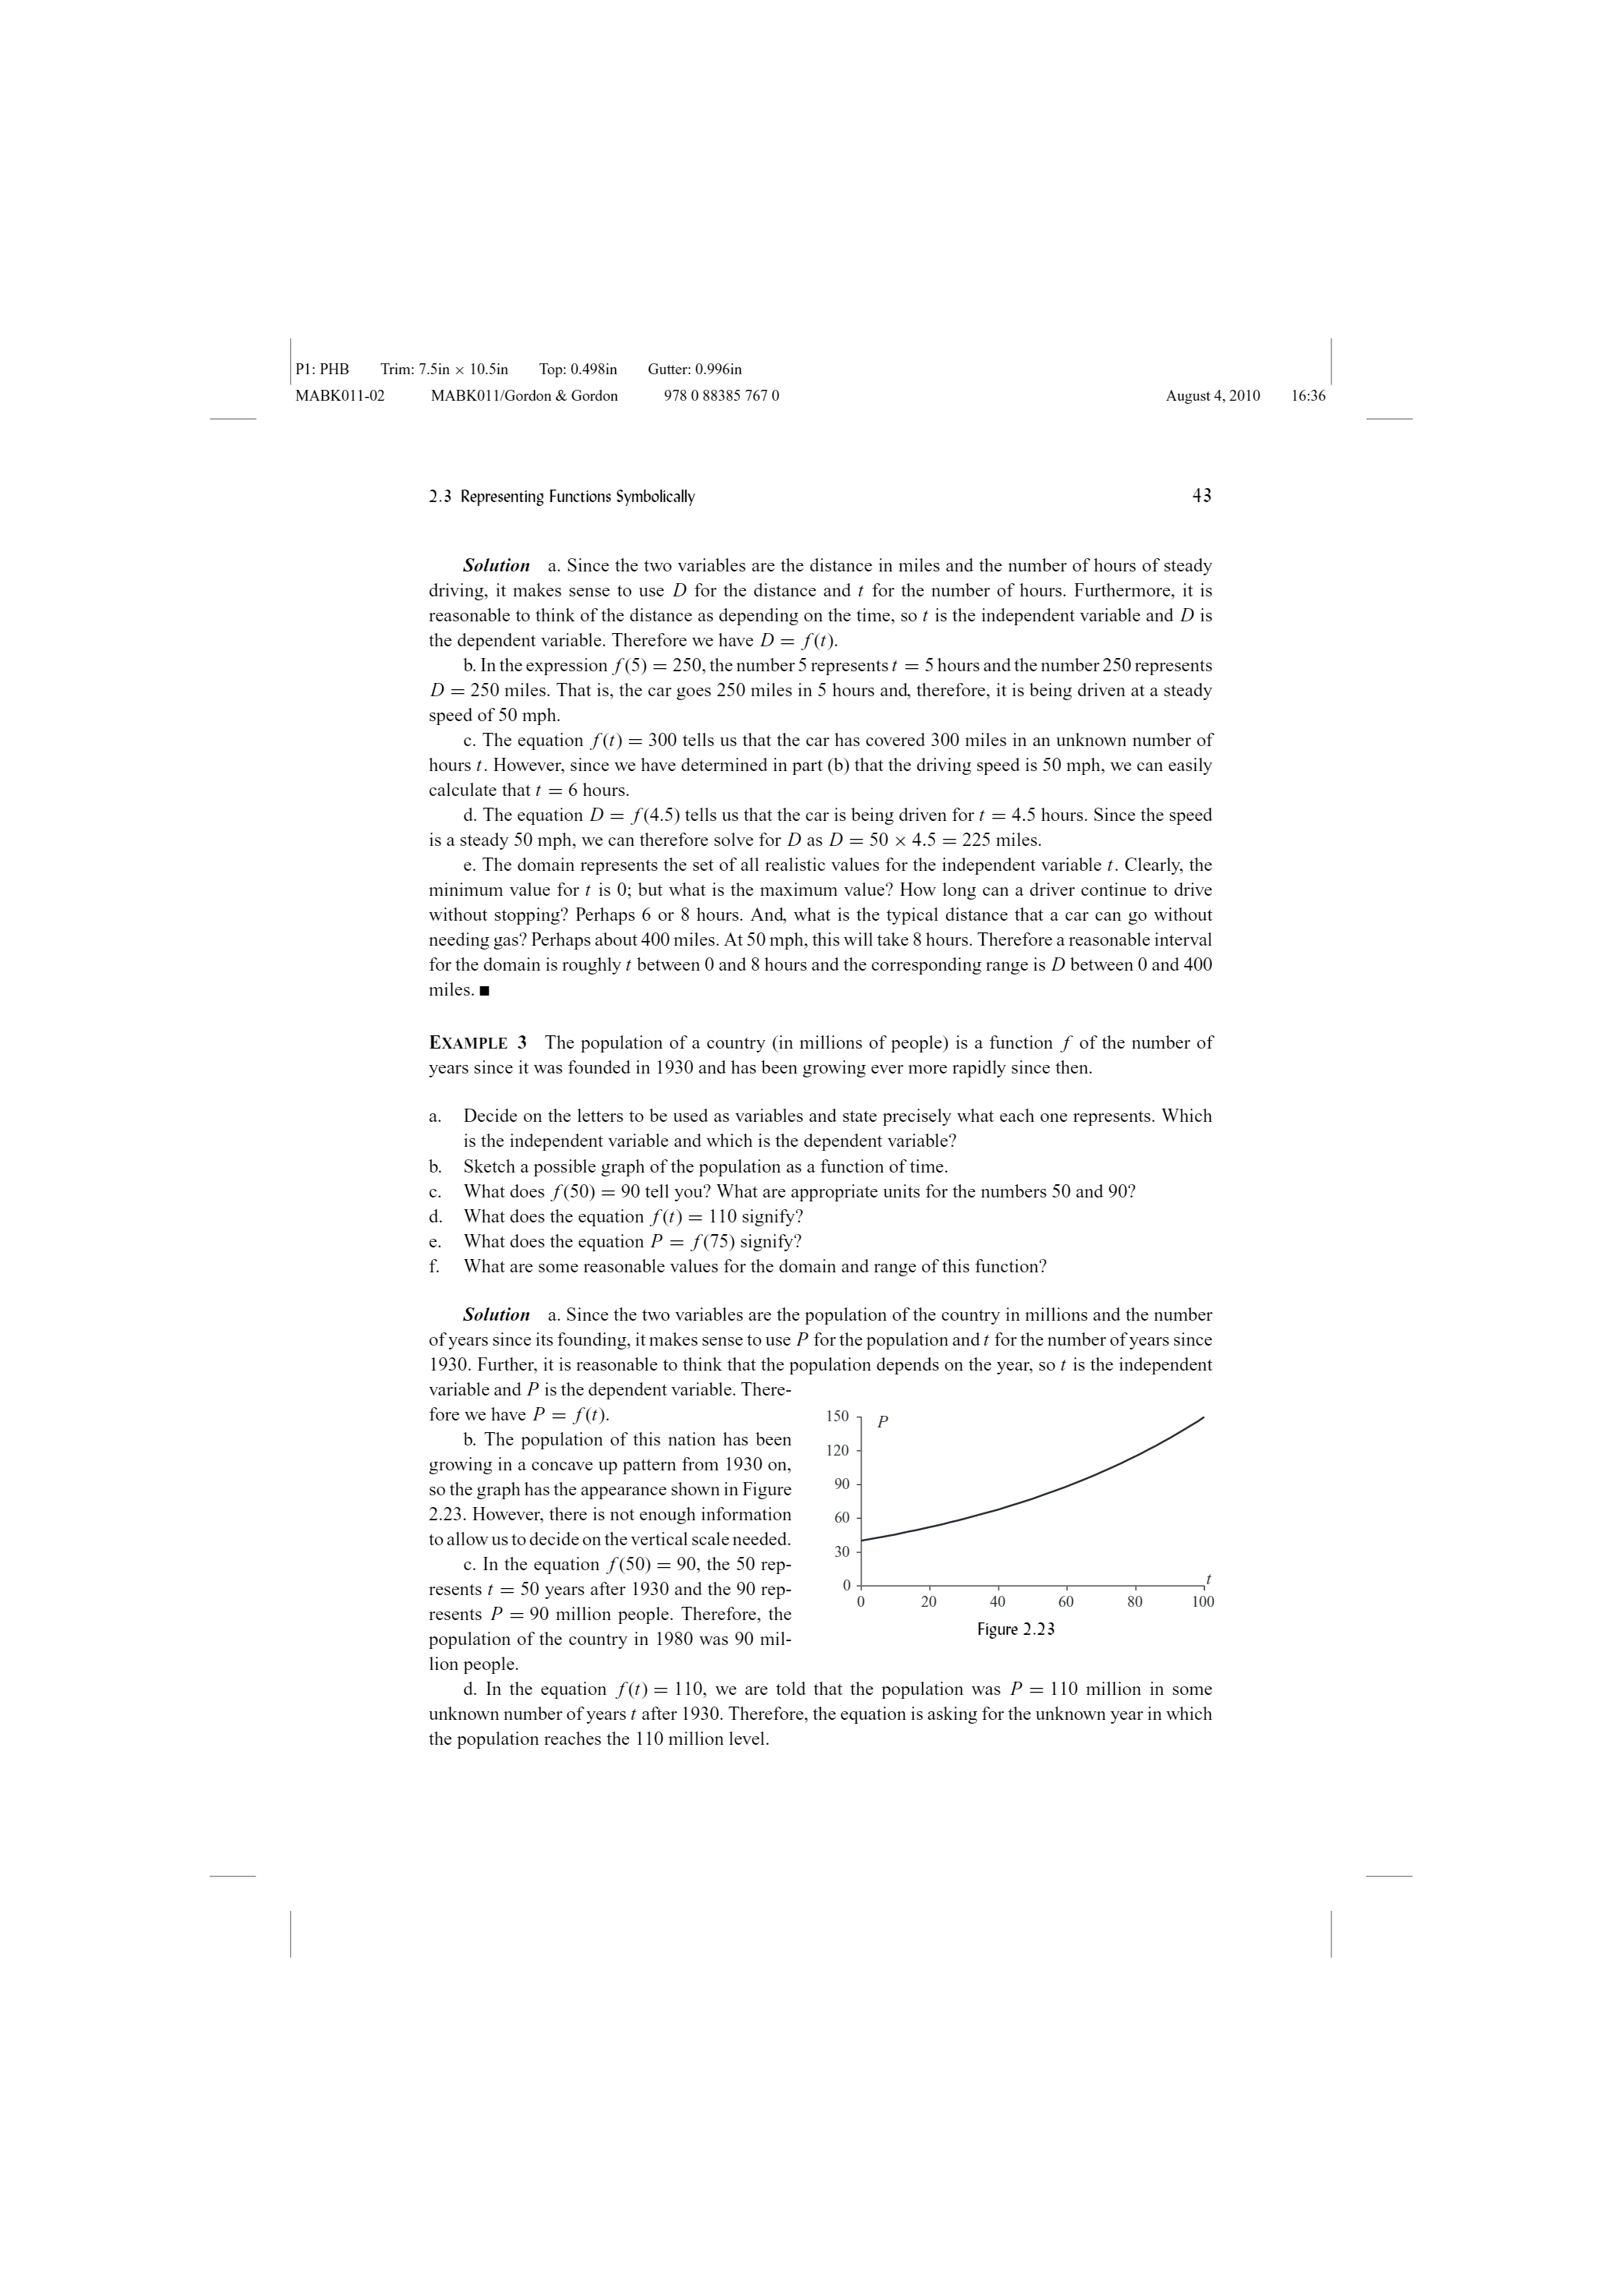 P1: PHB Trim: 7.5in × 10.5in Top: 0.498in Gutter: 0.996in
MABK011-02 MABK011/Gordon & Gordon 978 0 88385 767 0 August 4, 2010 16:36
2.3 Representing Functions Symbolically 43
Solution a. Since the two variables are the distance in miles and the number of hours of steady
driving, it makes sense to use D for the distance and t for the number of hours. Furthermore, it is
reasonable to think of the distance as depending on the time, so t is the independent variable and D is
the dependent variable. Therefore we have D = f(t).
b. In the expression f(5) = 250, the number 5 represents t = 5 hours and the number 250 represents
D = 250 miles. That is, the car goes 250 miles in 5 hours and, therefore, it is being driven at a steady
speed of 50 mph.
c. The equation f(t) = 300 tells us that the car has covered 300 miles in an unknown number of
hours t. However, since we have determined in part (b) that the driving speed is 50 mph, we can easily
calculate that t = 6 hours.
d. The equation D = f(4.5) tells us that the car is being driven for t = 4.5 hours. Since the speed
is a steady 50 mph, we can therefore solve for D as D = 50 × 4.5 = 225 miles.
e. The domain represents the set of all realistic values for the independent variable t. Clearly, the
minimum value for t is 0; but what is the maximum value? How long can a driver continue to drive
without stopping? Perhaps 6 or 8 hours. And, what is the typical distance that a car can go without
needing gas? Perhaps about 400 miles. At 50 mph, this will take 8 hours. Therefore a reasonable interval
for the domain is roughly t between 0 and 8 hours and the corresponding range is D between 0 and 400
miles. ■
EXAMPLE 3 The population of a country (in millions of people) is a function f of the number of
years since it was founded in 1930 and has been growing ever more rapidly since then.
a. Decide on the letters to be used as variables and state precisely what each one represents. Which
is the independent variable and which is the dependent variable?
b. Sketch a possible graph of the population as a function of time.
c. What does f(50) = 90 tell you? What are appropriate units for the numbers 50 and 90?
d. What does the equation f(t) = 110 signify?
e. What does the equation P = f(75) signify?
f. What are some reasonable values for the domain and range of this function?
Solution a. Since the two variables are the population of the country in millions and the number
of years since its founding, it makes sense to use P for the population and t for the number of years since
1930. Further, it is reasonable to think that the population depends on the year, so t is the independent
variable and P is the dependent variable. There-
fore we have P = f(t).
b. The population of this nation has been
growing in a concave up pattern from 1930 on,
so the graph has the appearance shown in Figure
2.23. However, there is not enough information
to allow us to decide on the vertical scale needed.
c. In the equation f(50) = 90, the 50 rep-
resents t = 50 years after 1930 and the 90 rep-
resents P = 90 million people. Therefore, the
population of the country in 1980 was 90 mil-
lion people.
150 P
120
90
60
30
0 t
0 20 40 60 80 100
Figure 2.23
d. In the equation f(t) = 110, we are told that the population was P = 110 million in some
unknown number of years t after 1930. Therefore, the equation is asking for the unknown year in which
the population reaches the 110 million level.